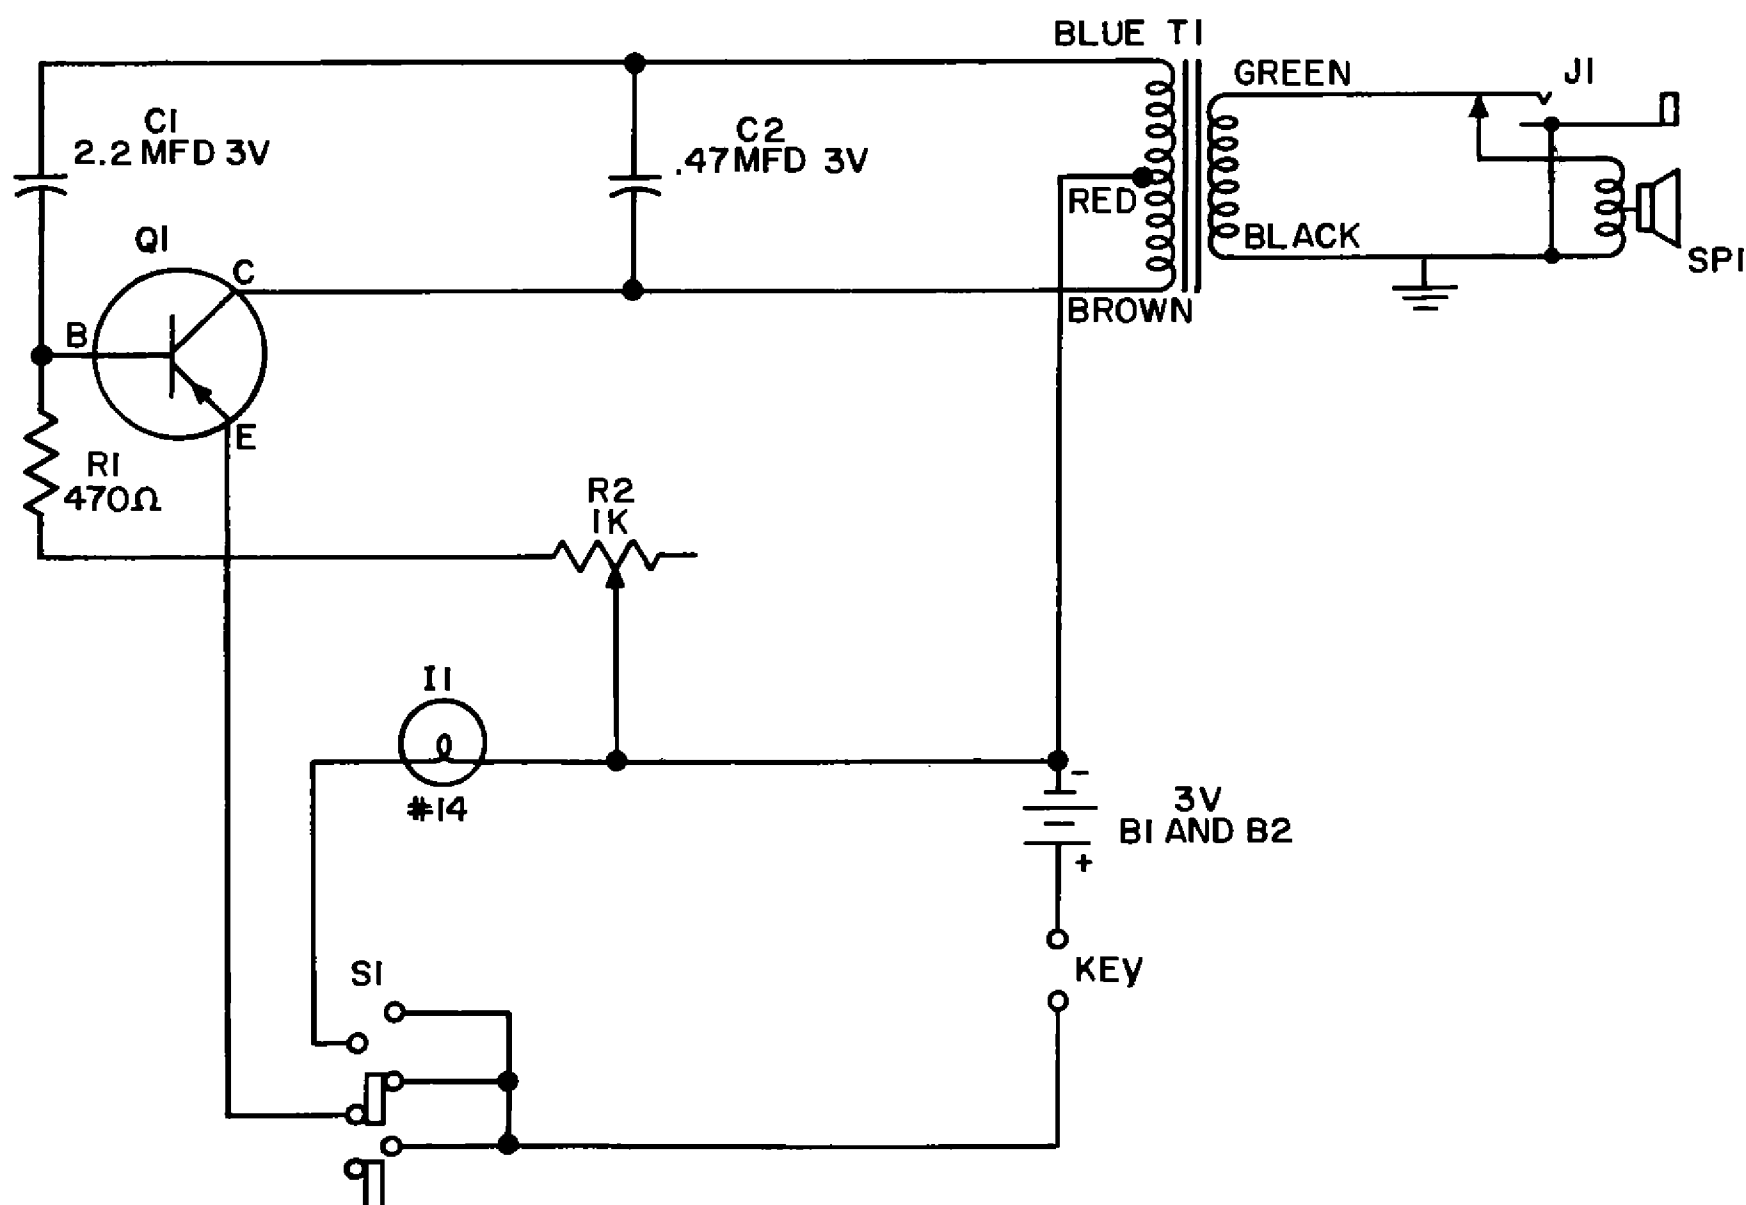 BLUE T1
GREEN
J1
C1
2.2 MFD 3V
C2
.47MFD 3V
RED
BLACK
SP1
Q1
C
B
E
BROWN
R1
470Ω
R2
1K
I1
#14
-
3V
B1 AND B2
+
KEY
S1